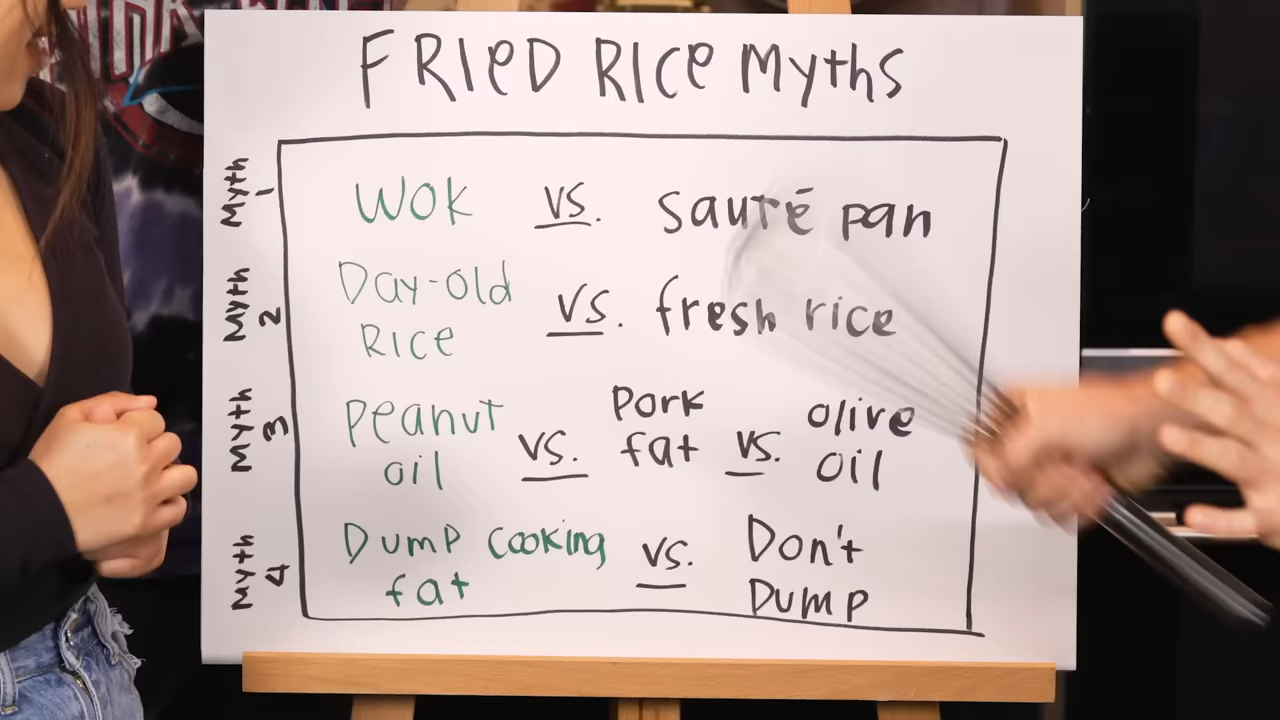 FRIED RICE Myths
Myth 1
WOK vs. sauté pan
Myth 2
Day-old Rice vs. fresh rice
Myth 3
Peanut oil vs. Pork fat vs. olive oil
Myth 4
Dump cooking fat vs. Don't Dump